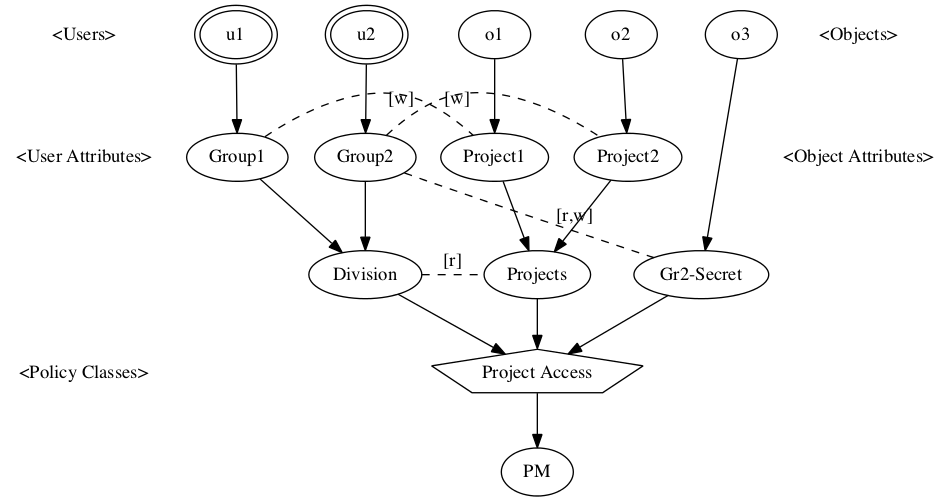 <Users>
u1
u2
o1
o2
o3
<Objects>
[w]
[w]
<User Attributes>
Group1
Group2
Project1
Project2
<Object Attributes>
[r,w]
[r]
Division
Projects
Gr2-Secret
<Policy Classes>
Project Access
PM